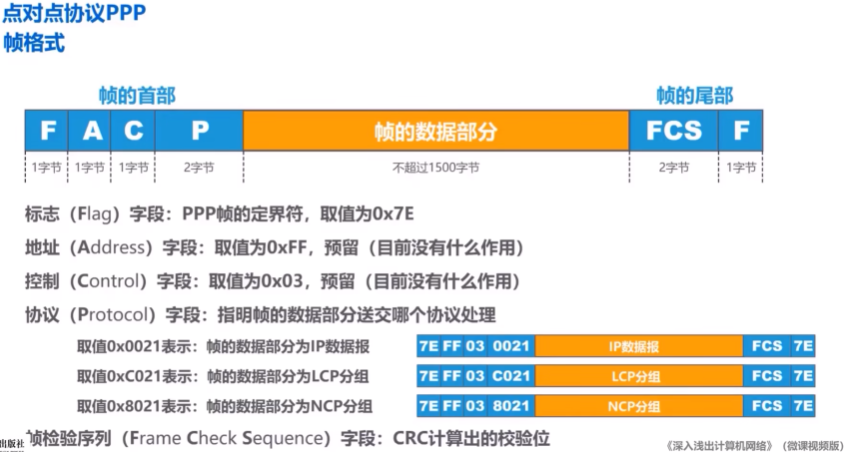 点对点协议PPP
帧格式
帧的首部 帧的尾部
F A C P 帧的数据部分 FCS F
1字节 1字节 1字节 2字节 不超过1500字节 2字节 1字节
标志（Flag）字段：PPP帧的定界符，取值为0x7E
地址（Address）字段：取值为0xFF，预留（目前没有什么作用）
控制（Control）字段：取值为0x03，预留（目前没有什么作用）
协议（Protocol）字段：指明帧的数据部分送交哪个协议处理
取值0x0021表示：帧的数据部分为IP数据报 7E FF 03 0021 IP数据报 FCS 7E
取值0xC021表示：帧的数据部分为LCP分组 7E FF 03 C021 LCP分组 FCS 7E
取值0x8021表示：帧的数据部分为NCP分组 7E FF 03 8021 NCP分组 FCS 7E
出版社
帧检验序列（Frame Check Sequence）字段：CRC计算出的校验位
《深入浅出计算机网络》（微课视频版）